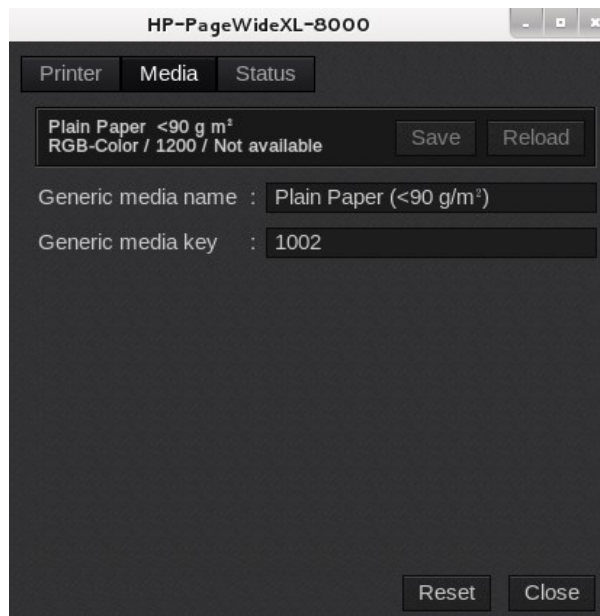 HP-PageWideXL-8000
Printer Media Status
Plain Paper <90 g m²
RGB-Color / 1200 / Not available
Save Reload
Generic media name : Plain Paper (<90 g/m²)
Generic media key : 1002
Reset Close